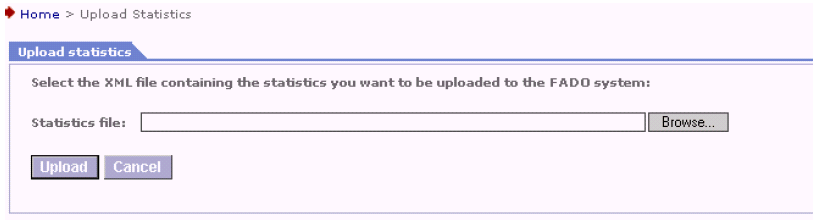 Home > Upload Statistics
Upload statistics
Select the XML file containing the statistics you want to be uploaded to the FADO system:
Statistics file: Browse...
Upload Cancel